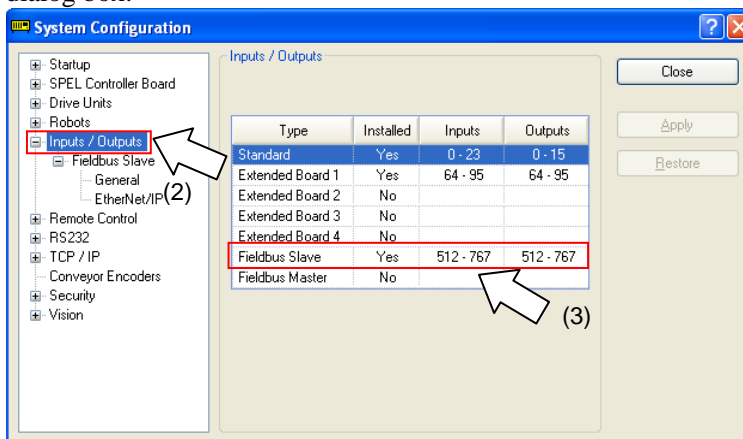 dialog box.
System Configuration
Startup
SPEL Controller Board
Drive Units
Robots
Inputs / Outputs
Fieldbus Slave
General
EtherNet/IP
Remote Control
RS232
TCP / IP
Conveyor Encoders
Security
Vision
(2)
Inputs / Outputs
Type Installed Inputs Outputs
Standard Yes 0 - 23 0 - 15
Extended Board 1 Yes 64 - 95 64 - 95
Extended Board 2 No
Extended Board 3 No
Extended Board 4 No
Fieldbus Slave Yes 512 - 767 512 - 767
Fieldbus Master No
(3)
Close
Apply
Restore